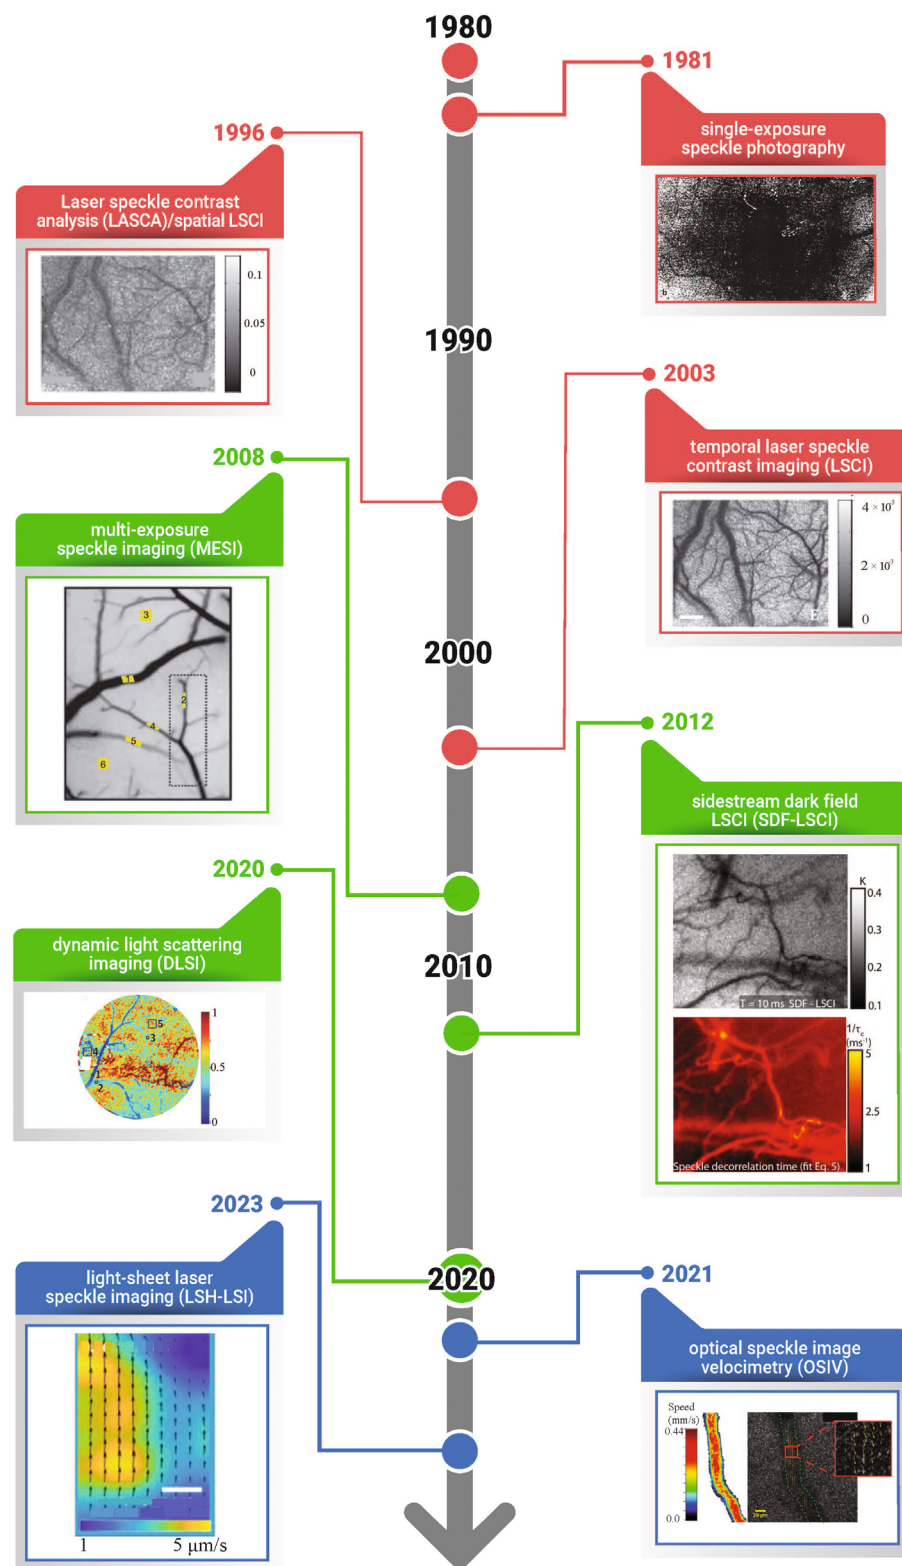 1980
1981
single-exposure
speckle photography
b
1996
Laser speckle contrast
analysis (LASCA)/spatial LSCI
0.1
0.05
0
1990
2003
temporal laser speckle
contrast imaging (LSCI)
4 × 10³
2 × 10³
0
E
2008
multi-exposure
speckle imaging (MESI)
3
1
2
4
5
6
2000
2012
sidestream dark field
LSCI (SDF-LSCI)
K
0.4
0.3
0.2
0.1
T = 10 ms SDF - LSCI
1/τc
(ms⁻¹)
5
2.5
1
Speckle decorrelation time (fit Eq. 5)
2020
dynamic light scattering
imaging (DLSI)
1
0.5
0
5
3
4
1
2
2010
2023
light-sheet laser
speckle imaging (LSH-LSI)
1
5 μm/s
2020
2021
optical speckle image
velocimetry (OSIV)
Speed
(mm/s)
0.44
0.0
20 μm